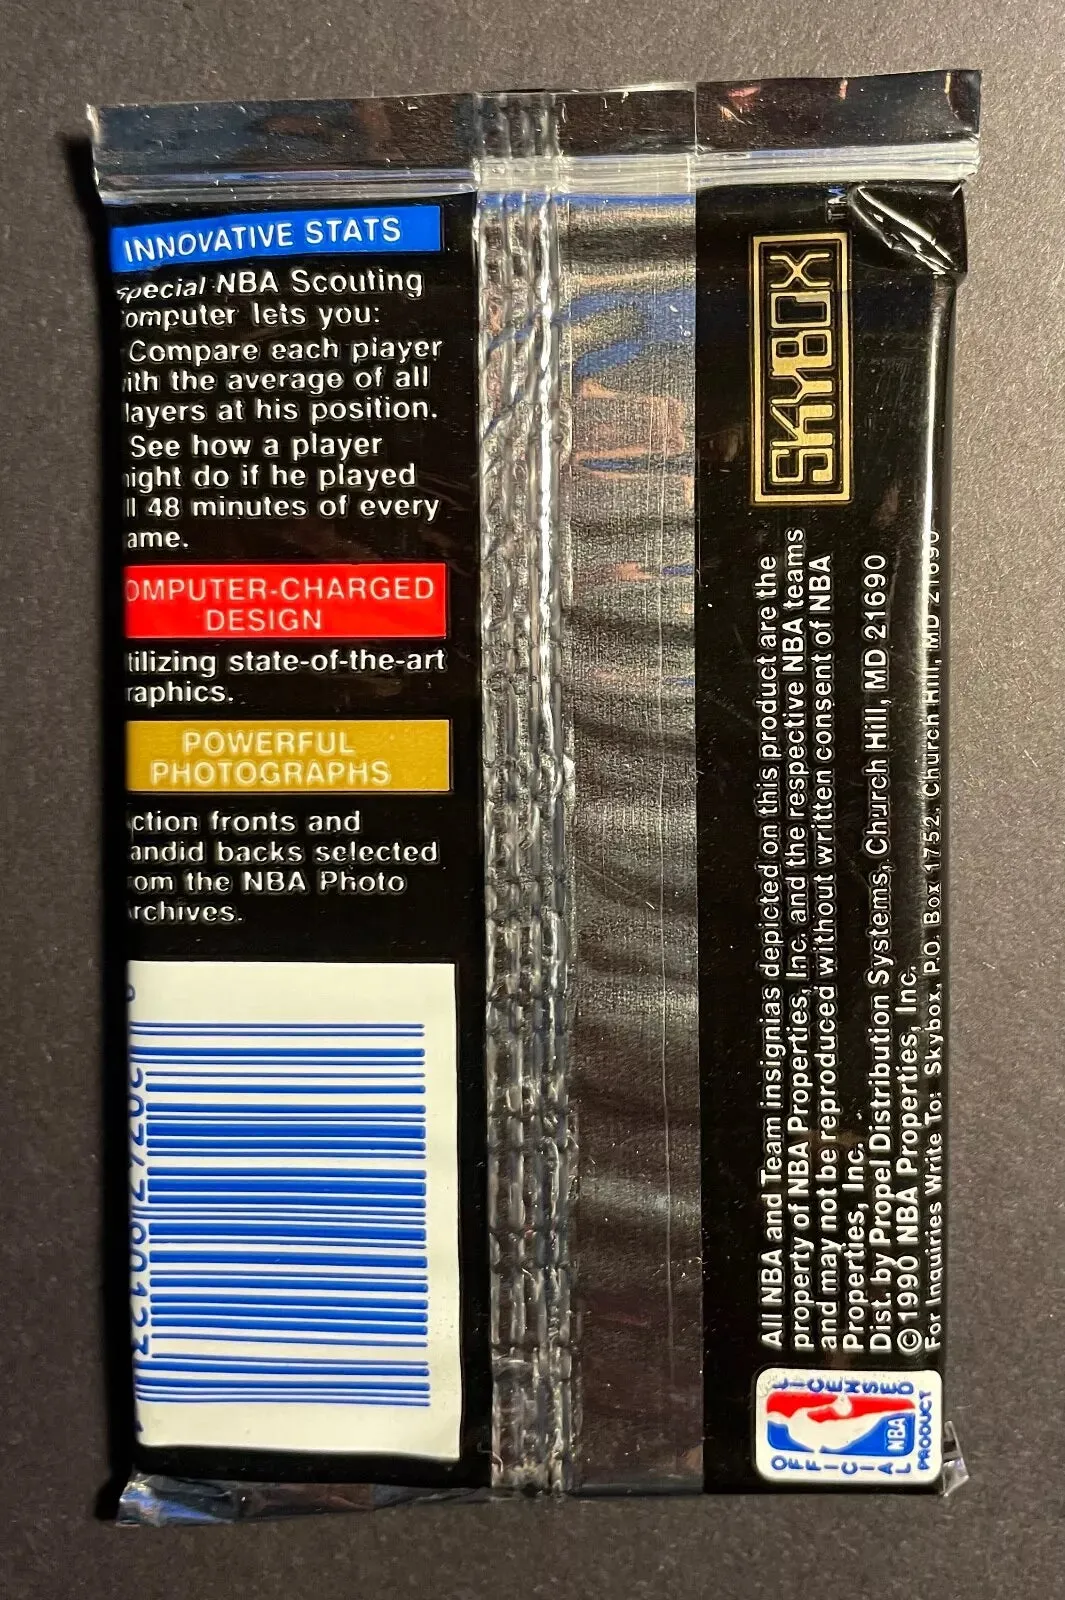 INNOVATIVE STATS
special NBA Scouting
omputer lets you:
Compare each player
ith the average of all
layers at his position.
See how a player
night do if he played
ll 48 minutes of every
ame.
OMPUTER-CHARGED
DESIGN
tilizing state-of-the-art
raphics.
POWERFUL
PHOTOGRAPHS
ction fronts and
andid backs selected
om the NBA Photo
rchives.
SKYBOX TM
All NBA and Team insignias depicted on this product are the
property of NBA Properties, Inc. and the respective NBA teams
and may not be reproduced without written consent of NBA
Properties, Inc.
Dist. by Propel Distribution Systems, Church Hill, MD 21690
© 1990 NBA Properties, Inc.
For Inquiries Write To: Skybox, P.O. Box 1752, Church Hill, MD 21690
OFFICIAL
LICENSED
NBA
PRODUCT